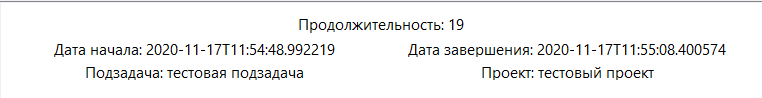 Продолжительность: 19
Дата начала: 2020-11-17T11:54:48.992219 Дата завершения: 2020-11-17T11:55:08.400574
Подзадача: тестовая подзадача Проект: тестовый проект